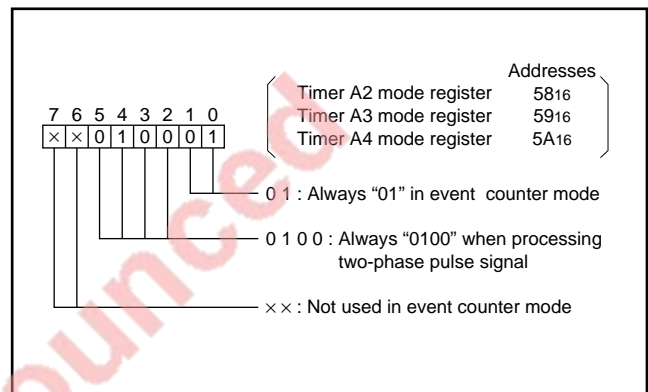 Addresses
Timer A2 mode register 5816
Timer A3 mode register 5916
Timer A4 mode register 5A16
7 6 5 4 3 2 1 0
× × 0 1 0 0 0 1
0 1 : Always “01” in event counter mode
0 1 0 0 : Always “0100” when processing
two-phase pulse signal
×× : Not used in event counter mode
ounced